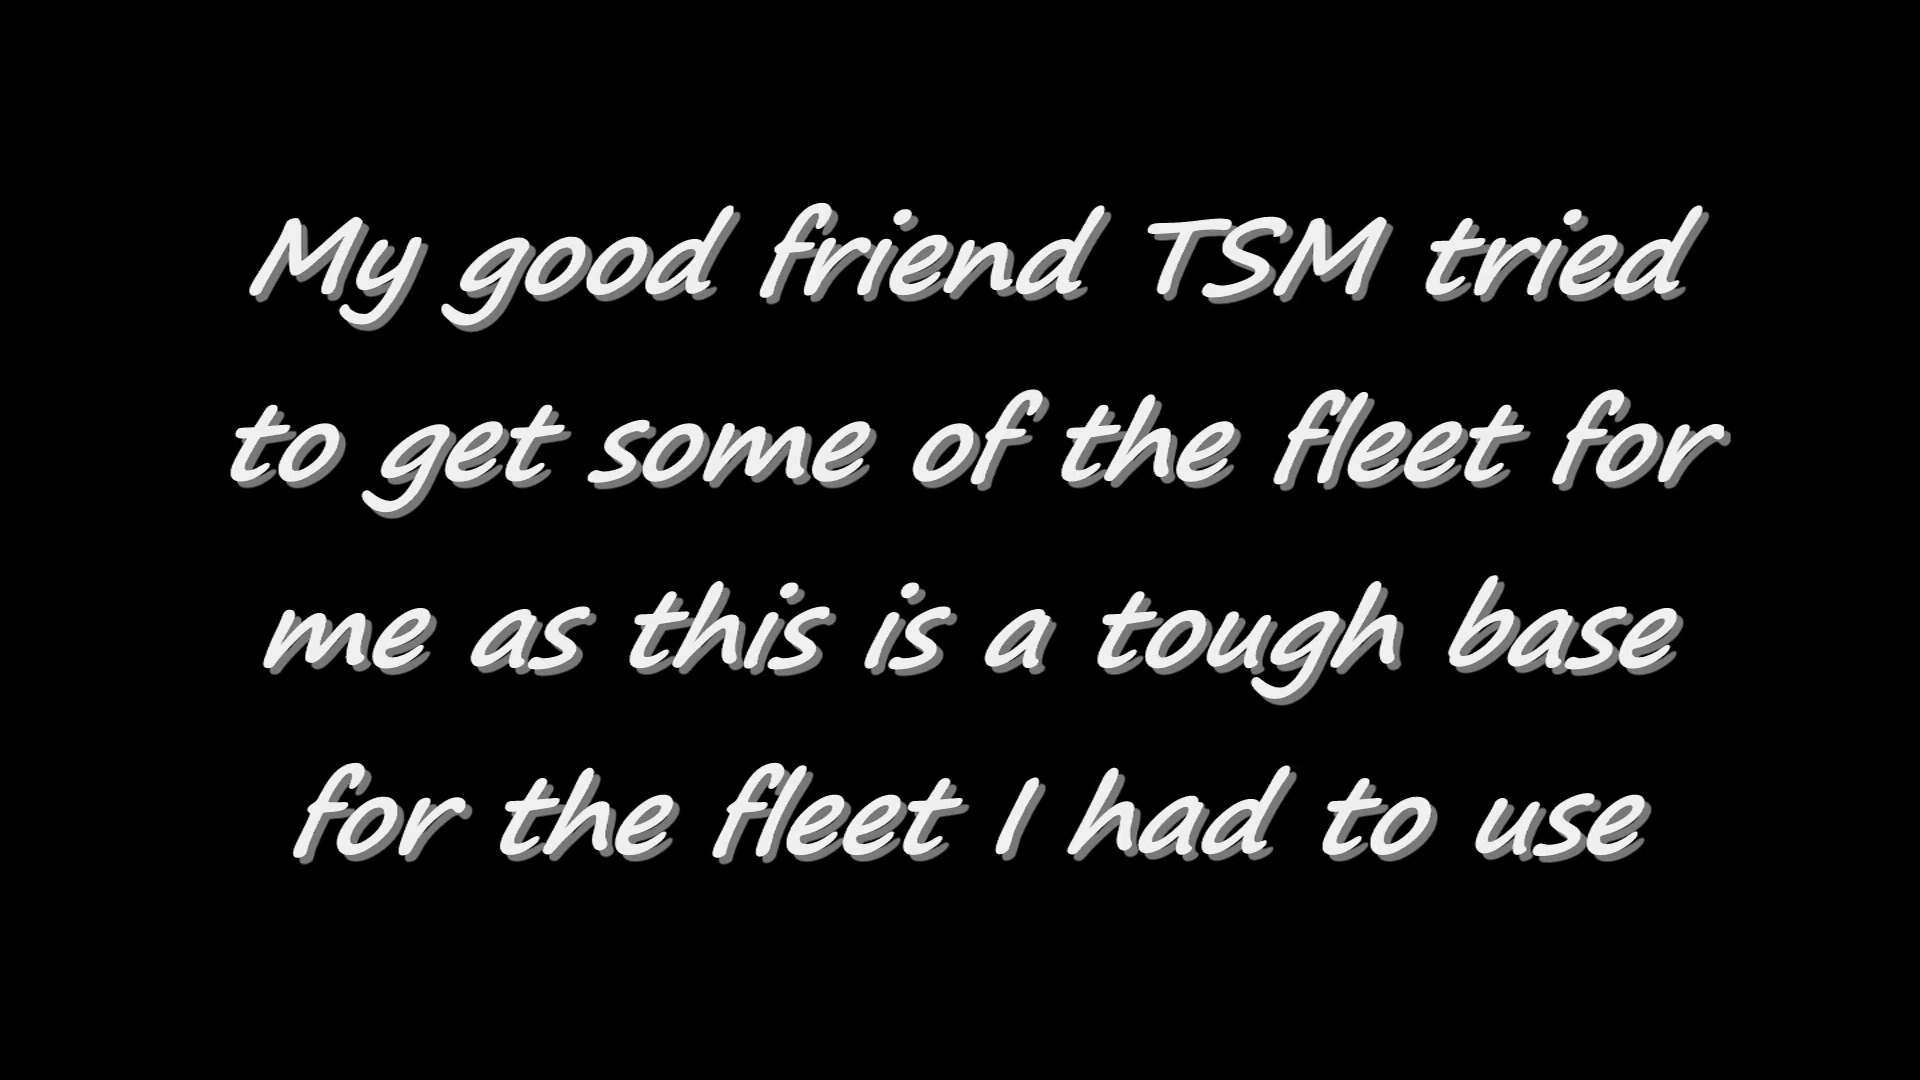 My good friend TSM tried
to get some of the fleet for
me as this is a tough base
for the fleet I had to use